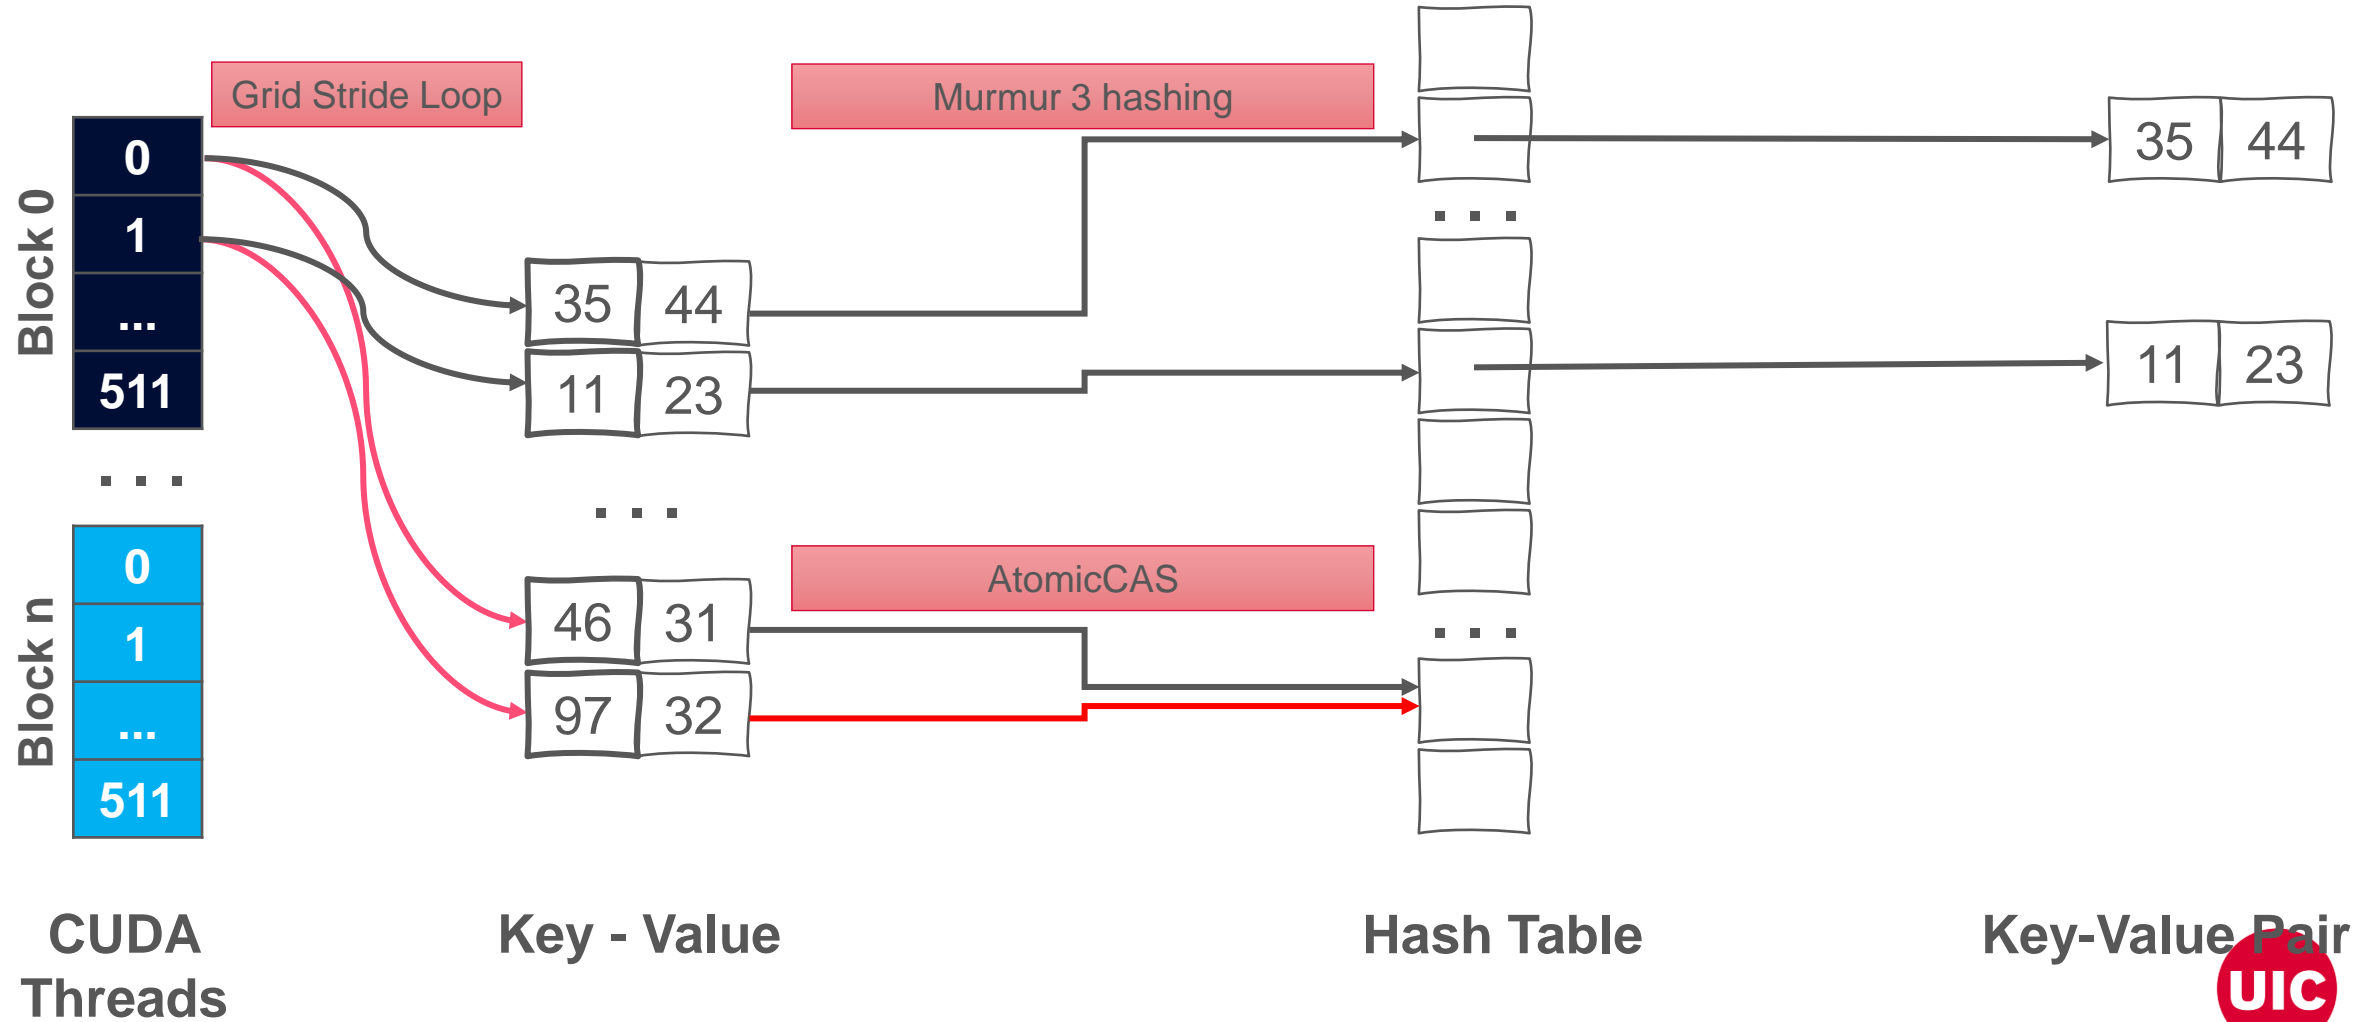 Grid Stride Loop
Murmur 3 hashing
Block 0
0
1
...
511
. . .
Block n
0
1
...
511
35 44
11 23
. . .
46 31
97 32
AtomicCAS
. . .
. . .
35 44
11 23
CUDA
Threads
Key - Value
Hash Table
Key-Value Pair
UIC